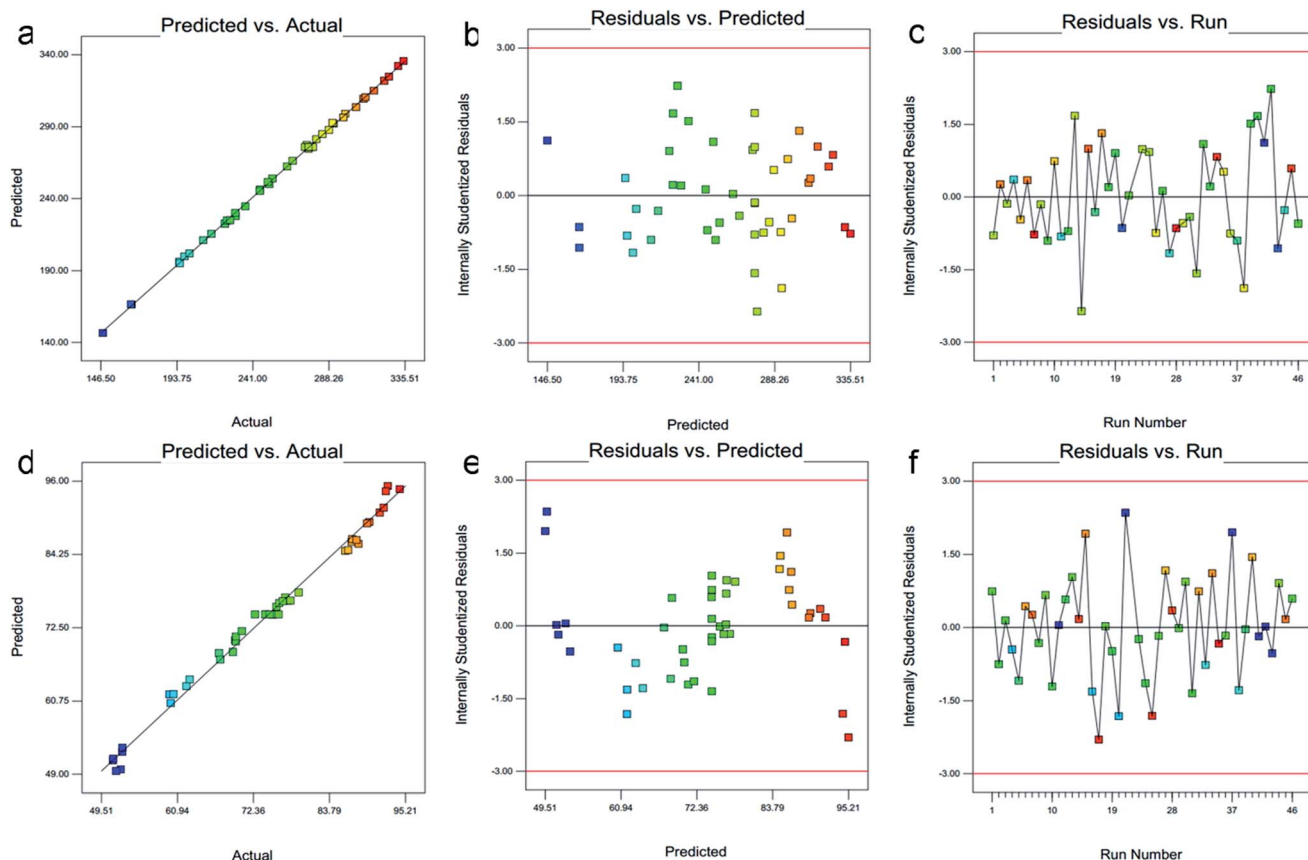 a
Predicted vs. Actual
340.00
290.00
240.00
190.00
140.00
Predicted
146.50
193.75
241.00
288.26
335.51
Actual
b
Residuals vs. Predicted
3.00
1.50
0.00
-1.50
-3.00
Internally Studentized Residuals
146.50
193.75
241.00
288.26
335.51
Predicted
c
Residuals vs. Run
3.00
1.50
0.00
-1.50
-3.00
Internally Studentized Residuals
1
10
19
28
37
46
Run Number
d
Predicted vs. Actual
96.00
84.25
72.50
60.75
49.00
Predicted
49.51
60.94
72.36
83.79
95.21
Actual
e
Residuals vs. Predicted
3.00
1.50
0.00
-1.50
-3.00
Internally Studentized Residuals
49.51
60.94
72.36
83.79
95.21
Predicted
f
Residuals vs. Run
3.00
1.50
0.00
-1.50
-3.00
Internally Studentized Residuals
1
10
19
28
37
46
Run Number